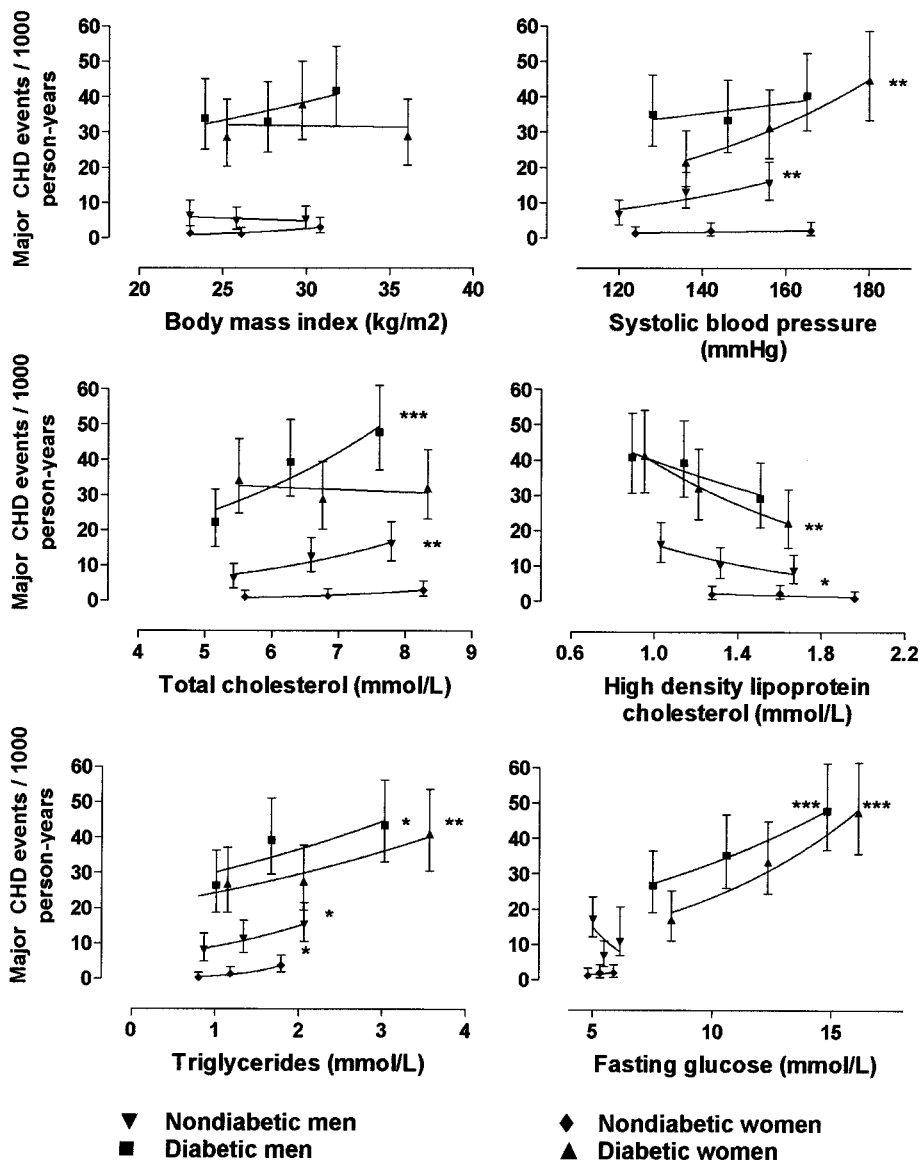 Major CHD events / 1000
person-years
60
50
40
30
20
10
0
20 30 40
Body mass index (kg/m2)
60
50
40
30
20
10
0
**
**
120 140 160 180
Systolic blood pressure
(mmHg)
Major CHD events / 1000
person-years
60
50
40
30
20
10
0
***
**
4 5 6 7 8 9
Total cholesterol (mmol/L)
60
50
40
30
20
10
0
**
*
0.6 1.0 1.4 1.8 2.2
High density lipoprotein
cholesterol (mmol/L)
Major CHD events / 1000
person-years
60
50
40
30
20
10
0
* **
*
*
0 1 2 3 4
Triglycerides (mmol/L)
60
50
40
30
20
10
0
*** ***
5 10 15
Fasting glucose (mmol/L)
Nondiabetic men
Diabetic men
Nondiabetic women
Diabetic women